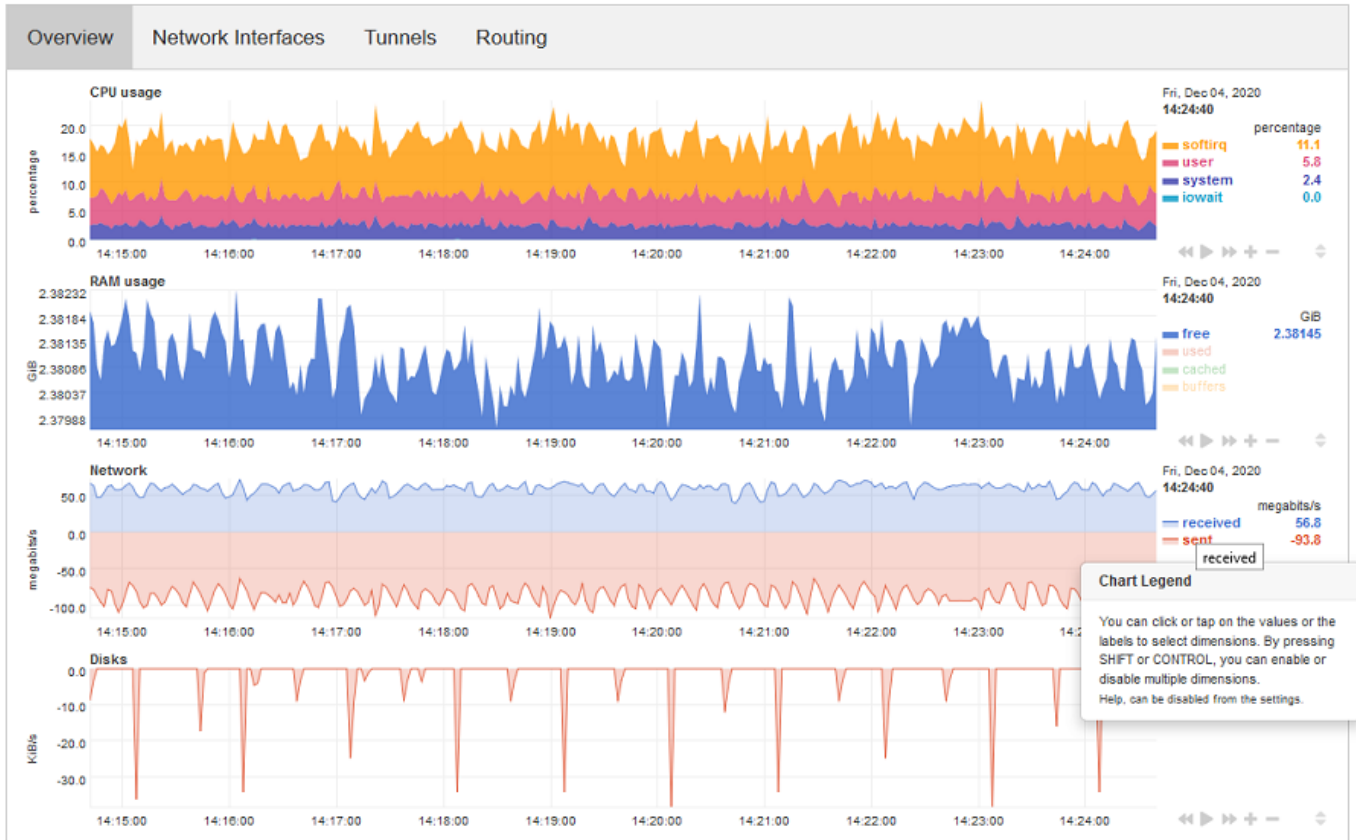 Overview Network Interfaces Tunnels Routing
CPU usage
Fri, Dec 04, 2020
14:24:40
percentage
softirq 11.1
user 5.8
system 2.4
iowait 0.0
percentage
20.0
15.0
10.0
5.0
0.0
14:15:00 14:16:00 14:17:00 14:18:00 14:19:00 14:20:00 14:21:00 14:22:00 14:23:00 14:24:00
RAM usage
Fri, Dec 04, 2020
14:24:40
GiB
free 2.38145
used
cached
buffers
GiB
2.38232
2.38184
2.38135
2.38086
2.38037
2.37988
14:15:00 14:16:00 14:17:00 14:18:00 14:19:00 14:20:00 14:21:00 14:22:00 14:23:00 14:24:00
Network
Fri, Dec 04, 2020
14:24:40
megabits/s
received 56.8
sent -93.8
received
megabits/s
50.0
0.0
-50.0
-100.0
14:15:00 14:16:00 14:17:00 14:18:00 14:19:00 14:20:00 14:21:00 14:22:00 14:23:00
Chart Legend
You can click or tap on the values or the
labels to select dimensions. By pressing
SHIFT or CONTROL, you can enable or
disable multiple dimensions.
Help, can be disabled from the settings.
Disks
KiB/s
0.0
-10.0
-20.0
-30.0
14:15:00 14:16:00 14:17:00 14:18:00 14:19:00 14:20:00 14:21:00 14:22:00 14:23:00 14:24:00